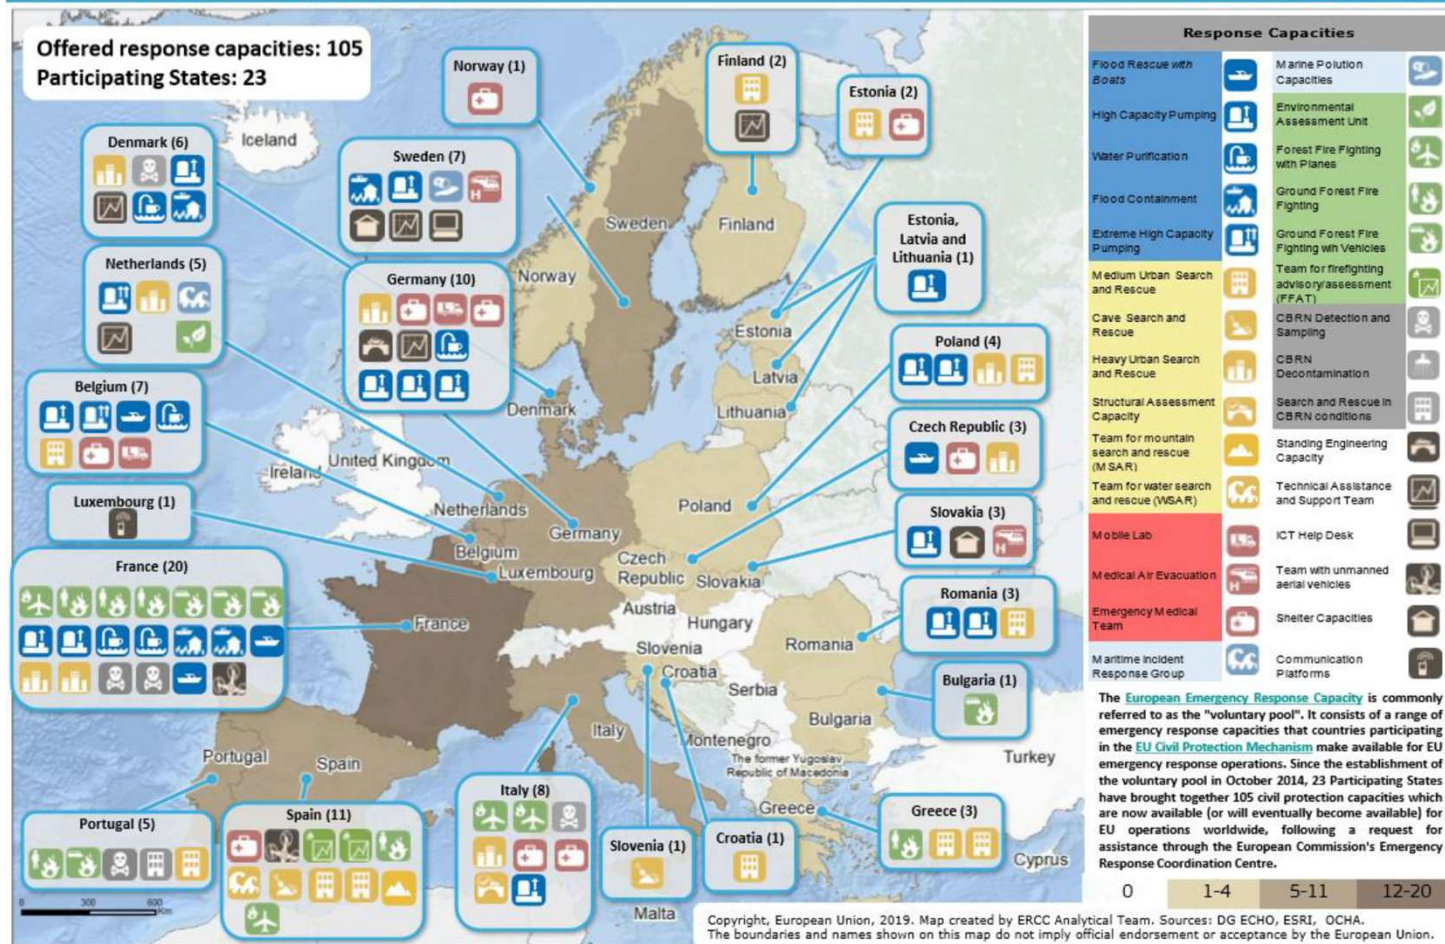 Offered response capacities: 105
Participating States: 23
Iceland
Norway (1)
Finland (2)
Estonia (2)
Denmark (6)
Sweden (7)
Estonia,
Latvia and
Lithuania (1)
Netherlands (5)
Germany (10)
Poland (4)
Belgium (7)
Czech Republic (3)
Luxembourg (1)
Slovakia (3)
France (20)
Romania (3)
Bulgaria (1)
Portugal (5)
Spain (11)
Italy (8)
Slovenia (1)
Croatia (1)
Greece (3)
Sweden
Finland
Norway
Estonia
Latvia
Lithuania
Denmark
Ireland
United Kingdom
Netherlands
Poland
Germany
Belgium
Luxembourg
Czech
Republic
Slovakia
Austria
Hungary
France
Slovenia
Croatia
Romania
Serbia
Italy
Montenegro
Bulgaria
The former Yugoslav
Republic of Macedonia
Turkey
Portugal
Spain
Greece
Cyprus
Malta
0 300 600
Km
Response Capacities
Flood Rescue with
Boats
High Capacity Pumping
Water Purification
Flood Containment
Extreme High Capacity
Pumping
Medium Urban Search
and Rescue
Cave Search and
Rescue
Heavy Urban Search
and Rescue
Structural Assessment
Capacity
Team for mountain
search and rescue
(MSAR)
Team for water search
and rescue (WSAR)
Mobile Lab
Medical Air Evacuation
Emergency Medical
Team
Maritime Incident
Response Group
Marine Polution
Capacities
Environmental
Assessment Unit
Forest Fire Fighting
with Planes
Ground Forest Fire
Fighting
Ground Forest Fire
Fighting wih Vehicles
Team for firefighting
advisory/assessment
(FFAT)
CBRN Detection and
Sampling
CBRN
Decontamination
Search and Rescue in
CBRN conditions
Standing Engineering
Capacity
Technical Assistance
and Support Team
ICT Help Desk
Team with unmanned
aerial vehicles
Shelter Capacities
Communication
Platforms
The European Emergency Response Capacity is commonly
referred to as the "voluntary pool". It consists of a range of
emergency response capacities that countries participating
in the EU Civil Protection Mechanism make available for EU
emergency response operations. Since the establishment of
the voluntary pool in October 2014, 23 Participating States
have brought together 105 civil protection capacities which
are now available (or will eventually become available) for
EU operations worldwide, following a request for
assistance through the European Commission's Emergency
Response Coordination Centre.
0 1-4 5-11 12-20
Copyright, European Union, 2019. Map created by ERCC Analytical Team. Sources: DG ECHO, ESRI, OCHA.
The boundaries and names shown on this map do not imply official endorsement or acceptance by the European Union.